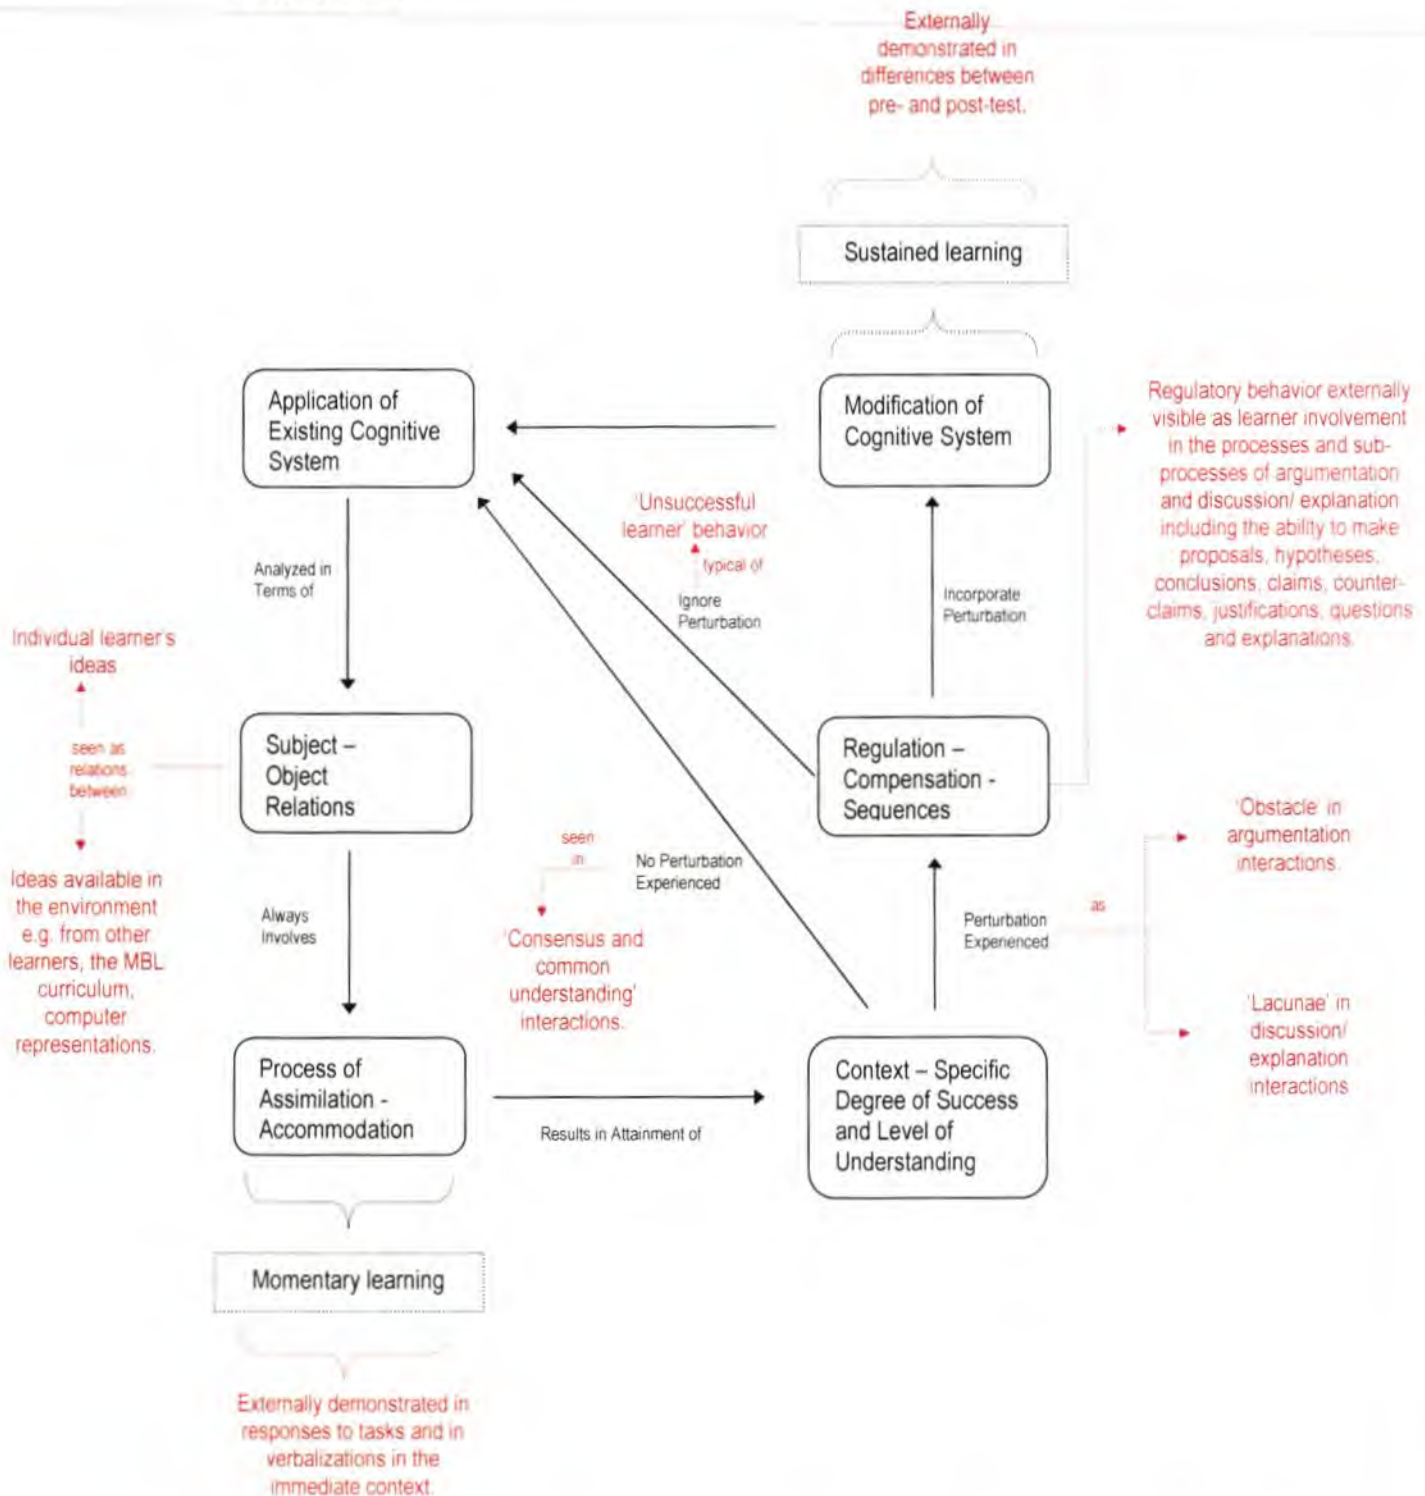 Externally
demonstrated in
differences between
pre- and post-test.
Sustained learning
Application of
Existing Cognitive
System
Modification of
Cognitive System
Regulatory behavior externally
visible as learner involvement
in the processes and sub-
processes of argumentation
and discussion/ explanation
including the ability to make
proposals, hypotheses,
conclusions, claims, counter-
claims, justifications, questions
and explanations.
'Unsuccessful
learner' behavior
typical of
Ignore
Perturbation
Incorporate
Perturbation
Analyzed in
Terms of
Individual learner's
ideas
seen as
relations
between
Ideas available in
the environment
e.g. from other
learners, the MBL
curriculum,
computer
representations.
Subject –
Object
Relations
Regulation –
Compensation -
Sequences
'Obstacle' in
argumentation
interactions.
seen
in
No Perturbation
Experienced
'Consensus and
common
understanding'
interactions.
Always
Involves
Perturbation
Experienced
as
'Lacunae' in
discussion/
explanation
interactions
Process of
Assimilation -
Accommodation
Results in Attainment of
Context – Specific
Degree of Success
and Level of
Understanding
Momentary learning
Externally demonstrated in
responses to tasks and in
verbalizations in the
immediate context.